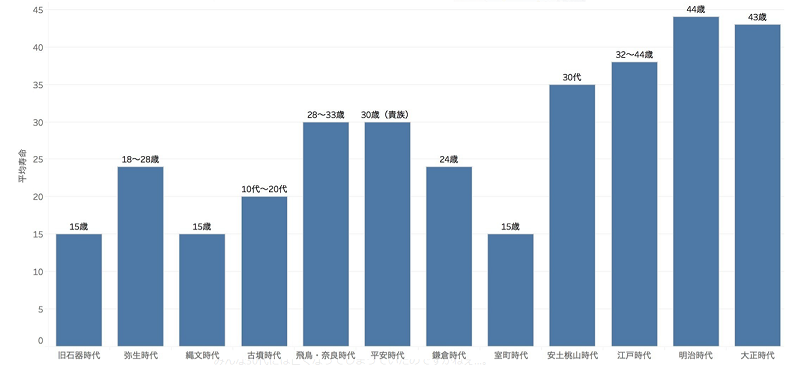 平均寿命
45
40
35
30
25
20
15
10
5
0
15歳
18〜28歳
15歳
10代〜20代
28〜33歳
30歳（貴族）
24歳
15歳
30代
32〜44歳
44歳
43歳
旧石器時代
弥生時代
縄文時代
古墳時代
飛鳥・奈良時代
平安時代
鎌倉時代
室町時代
安土桃山時代
江戸時代
明治時代
大正時代